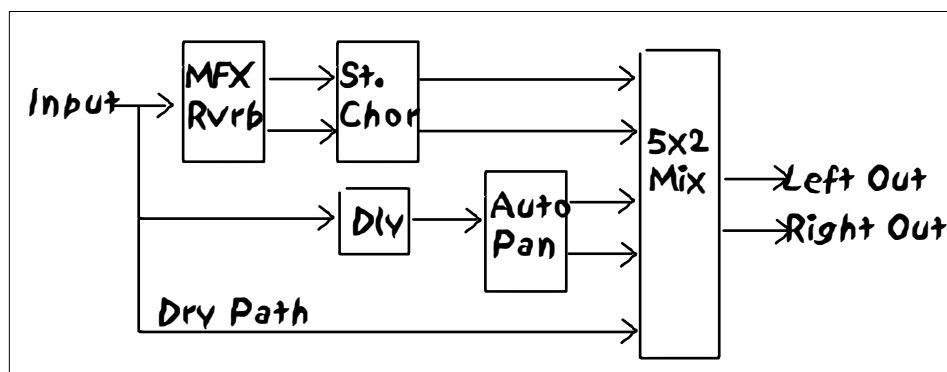 Input
MFX
Rvrb
St.
Chor
5x2
Mix
Left Out
Right Out
Dly
Auto
Pan
Dry Path